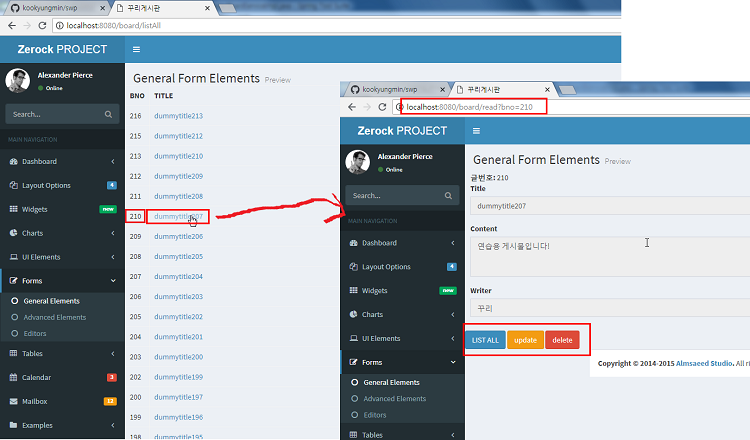 kookyungmin/swp
꾸리게시판
localhost:8080/board/listAll
Zerock PROJECT
Alexander Pierce
Online
Search...
MAIN NAVIGATION
Dashboard
Layout Options 4
Widgets new
Charts
UI Elements
Forms
General Elements
Advanced Elements
Editors
Tables
Calendar 3
Mailbox 12
Examples
General Form Elements Preview
BNO TITLE
216 dummytitle213
215 dummytitle212
213 dummytitle210
212 dummytitle209
211 dummytitle208
210 dummytitle207
209 dummytitle206
208 dummytitle205
207 dummytitle204
206 dummytitle203
205 dummytitle202
204 dummytitle201
203 dummytitle200
202 dummytitle199
200 dummytitle197
199 dummytitle196
198 dummytitle195
kookyungmin/swp
꾸리게시판
localhost:8080/board/read?bno=210
Zerock PROJECT
Alexander Pierce
Online
Search...
MAIN NAVIGATION
Dashboard
Layout Options 4
Widgets new
Charts
UI Elements
Forms
General Elements
Advanced Elements
Editors
Tables
General Form Elements Preview
글번호: 210
Title
dummytitle207
Content
연습용 게시물입니다!
Writer
꾸리
LIST ALL update delete
Copyright © 2014-2015 Almsaeed Studio. All